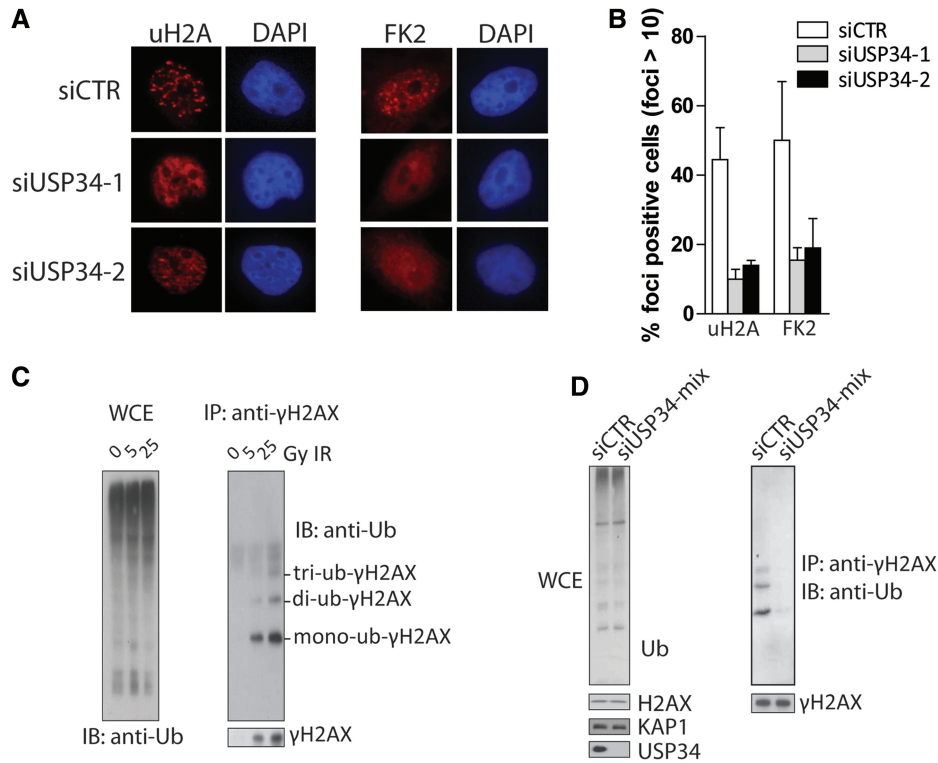 A
uH2A DAPI FK2 DAPI
siCTR
siUSP34-1
siUSP34-2
B
% foci positive cells (foci > 10)
80
60
40
20
0
uH2A FK2
siCTR
siUSP34-1
siUSP34-2
C
WCE IP: anti-γH2AX
0 5 25 0 5 25 Gy IR
IB: anti-Ub
tri-ub-γH2AX
di-ub-γH2AX
mono-ub-γH2AX
IB: anti-Ub
γH2AX
D
siCTR siUSP34-mix siCTR siUSP34-mix
WCE
Ub
H2AX
KAP1
USP34
IP: anti-γH2AX
IB: anti-Ub
γH2AX